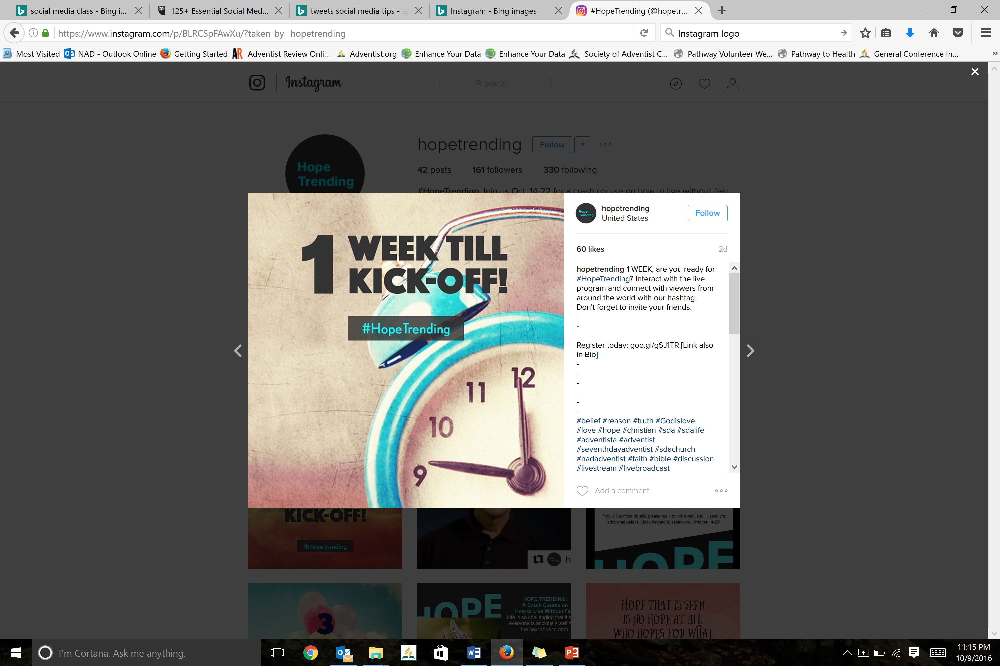 social media class - Bing i...
125+ Essential Social Med...
tweets social media tips - ...
Instagram - Bing images
#HopeTrending (@hopetr...
https://www.instagram.com/p/BLRCSpFAwXu/?taken-by=hopetrending
Instagram logo
Most Visited
NAD - Outlook Online
Getting Started
AR
Adventist Review Onli...
Adventist.org
Enhance Your Data
Enhance Your Data
Society of Adventist C...
Pathway Volunteer We...
Pathway to Health
General Conference In...
Instagram
Search
hopetrending
Follow
42 posts
161 followers
330 following
#HopeTrending Join us Oct. 14-22 for a crash course on how to live without fear
Hope
Trending
1 WEEK TILL
KICK-OFF!
#HopeTrending
12
11
10
9
Hope
Trending
hopetrending
United States
Follow
60 likes
2d
hopetrending 1 WEEK, are you ready for
#HopeTrending? Interact with the live
program and connect with viewers from
around the world with our hashtag.
Don't forget to invite your friends.
-
-
Register today: goo.gl/gSJ1TR [Link also
in Bio]
-
-
-
-
-
-
#belief #reason #truth #Godislove
#love #hope #christian #sda #sdalife
#adventista #adventist
#seventhdayadventist #sdachurch
#nadadventist #faith #bible #discussion
#livestream #livebroadcast
Add a comment...
KICK-OFF!
#HopeTrending
h
If you'd like more details, please reply to this e-mail and I'll send you
additional details. I look forward to seeing you October 14-22!
HOPE
3
HOPE
HOPE TRENDING:
A Crash Course on
How to Live Without Fe
Life is so challenging that it s
everyone is anxiously waitin
the next shoe to drop.
HOPE THAT IS SEEN
IS NO HOPE AT ALL.
WHO HOPES FOR WHAT
I'm Cortana. Ask me anything.
11:15 PM
10/9/2016